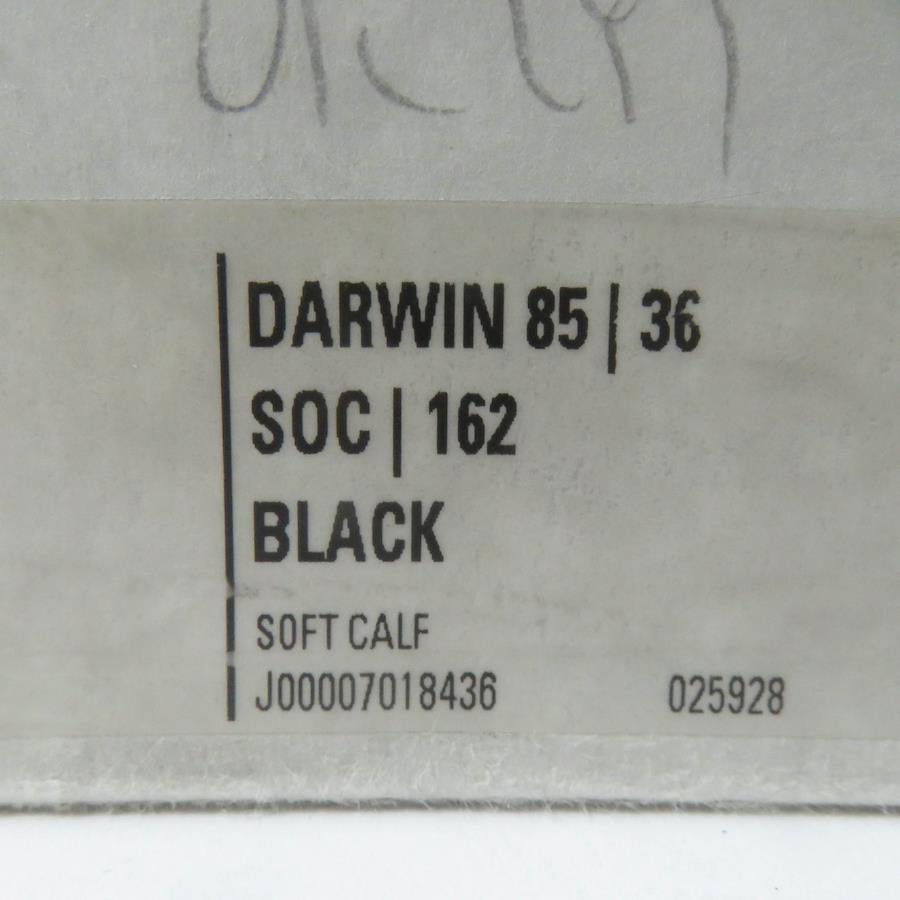 DARWIN 85 | 36
SOC | 162
BLACK
SOFT CALF
J00007018436 025928